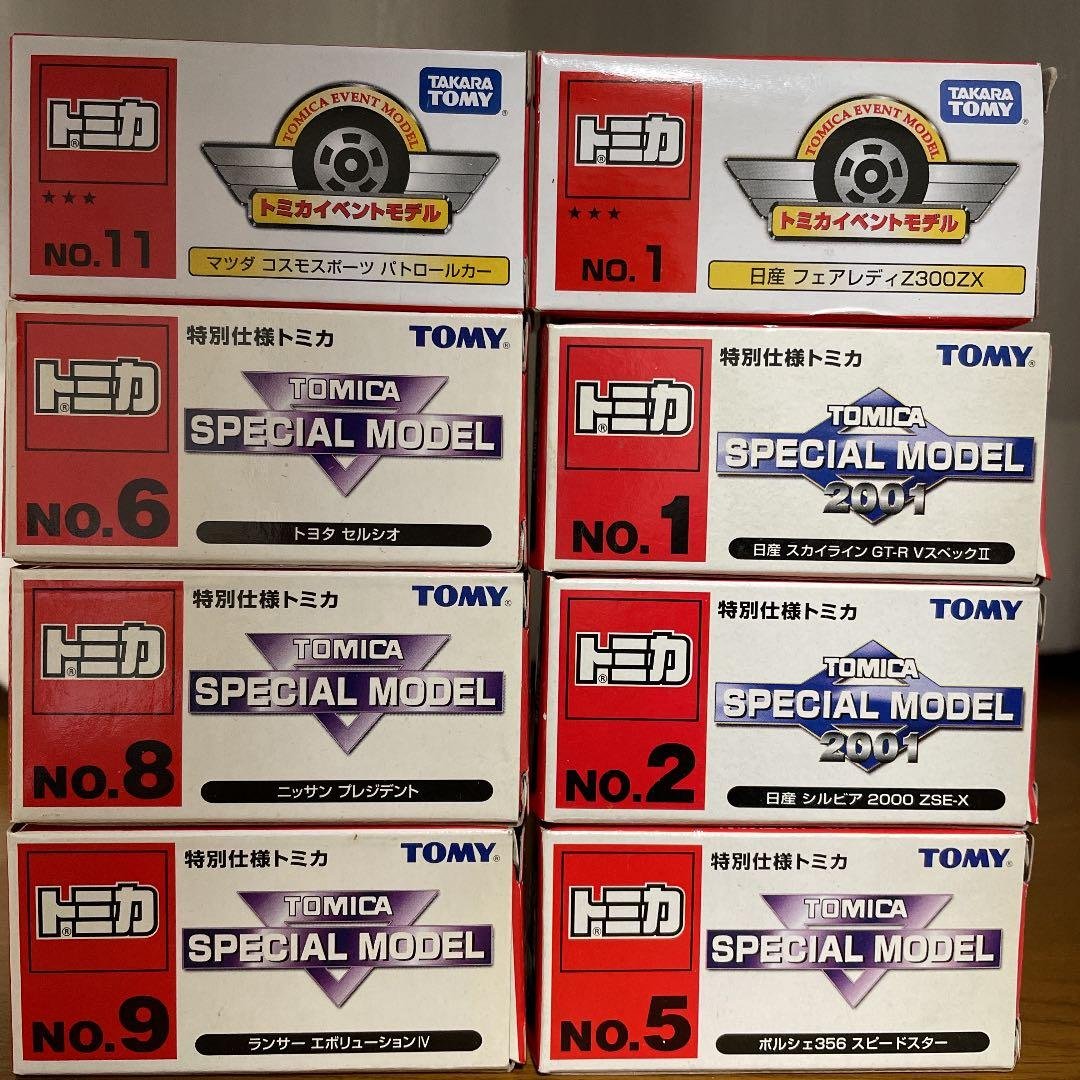 トミカ
★★★
NO.11
TAKARA
TOMY
TOMICA EVENT MODEL
トミカイベントモデル
マツダ コスモスポーツ パトロールカー
トミカ
★★★
NO.1
TAKARA
TOMY
TOMICA EVENT MODEL
トミカイベントモデル
日産 フェアレディZ300ZX
トミカ
NO.6
特別仕様トミカ
TOMY
TOMICA
SPECIAL MODEL
トヨタ セルシオ
トミカ
NO.1
特別仕様トミカ
TOMY
TOMICA
SPECIAL MODEL
2001
日産 スカイライン GT-R VスペックⅡ
トミカ
NO.8
特別仕様トミカ
TOMY
TOMICA
SPECIAL MODEL
ニッサン プレジデント
トミカ
NO.2
特別仕様トミカ
TOMY
TOMICA
SPECIAL MODEL
2001
日産 シルビア 2000 ZSE-X
トミカ
NO.9
特別仕様トミカ
TOMY
TOMICA
SPECIAL MODEL
ランサー エボリューションⅣ
トミカ
NO.5
特別仕様トミカ
TOMY
TOMICA
SPECIAL MODEL
ポルシェ356 スピードスター